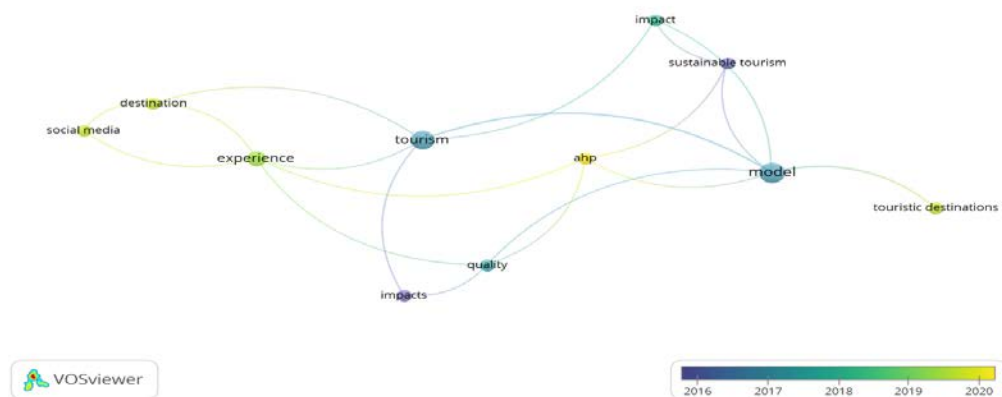 impact
sustainable tourism
destination
social media
tourism
experience
ahp
model
touristic destinations
quality
impacts
VOSviewer
2016 2017 2018 2019 2020